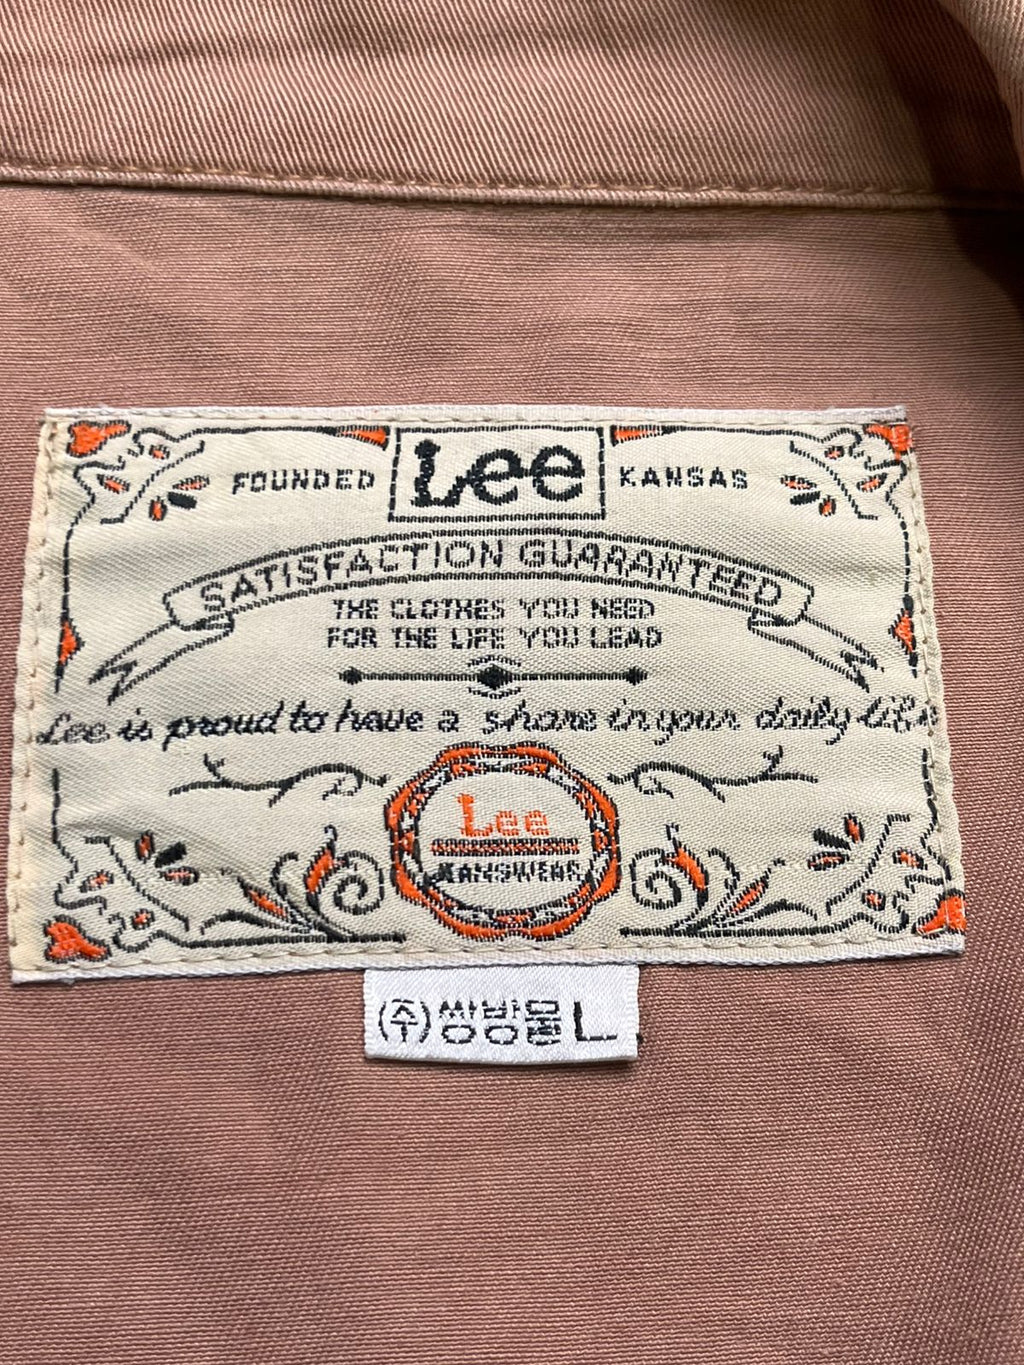 FOUNDED Lee KANSAS
SATISFACTION GUARANTEED
THE CLOTHES YOU NEED
FOR THE LIFE YOU LEAD
Lee is proud to have a share in your daily life
Lee
(주)쌍방울 L